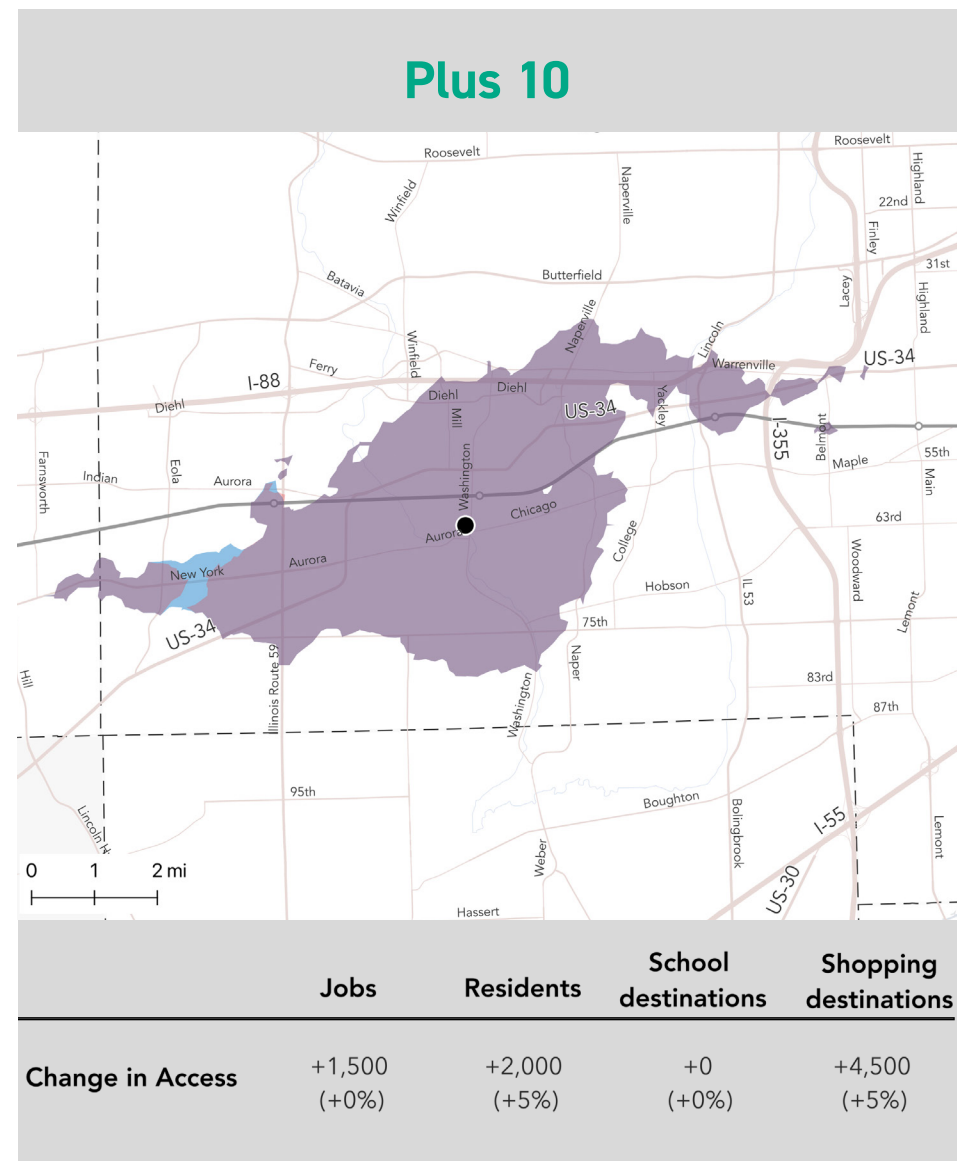 Plus 10
Roosevelt
Roosevelt
Highland
Naperville
Winfield
22nd
Finley
31st
Butterfield
Batavia
Lacey
Highland
Naperville
Lincoln
Winfield
Warrenville
US-34
Ferry
I-88
Diehl
Diehl
Diehl
Yackley
US-34
Mill
I-355
Belmont
Washington
55th
Maple
Farnsworth
Eola
Indian
Aurora
Main
Chicago
63rd
Aurora
College
Aurora
New York
Woodward
Hobson
IL 53
Lemont
75th
US-34
Naper
Illinois Route 59
Hill
83rd
Washington
87th
95th
Boughton
Bolingbrook
I-55
Lincoln H
Lemont
Weber
0 1 2 mi
US-30
Hassert
Jobs Residents School destinations Shopping destinations
Change in Access +1,500 +2,000 +0 +4,500
(+0%) (+5%) (+0%) (+5%)